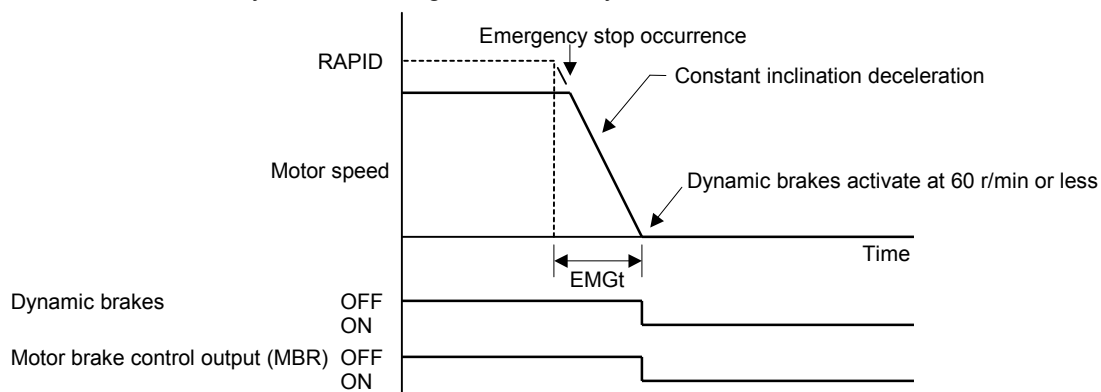 Emergency stop occurrence
RAPID
Constant inclination deceleration
Motor speed
Dynamic brakes activate at 60 r/min or less
Time
EMGt
Dynamic brakes OFF
ON
Motor brake control output (MBR) OFF
ON